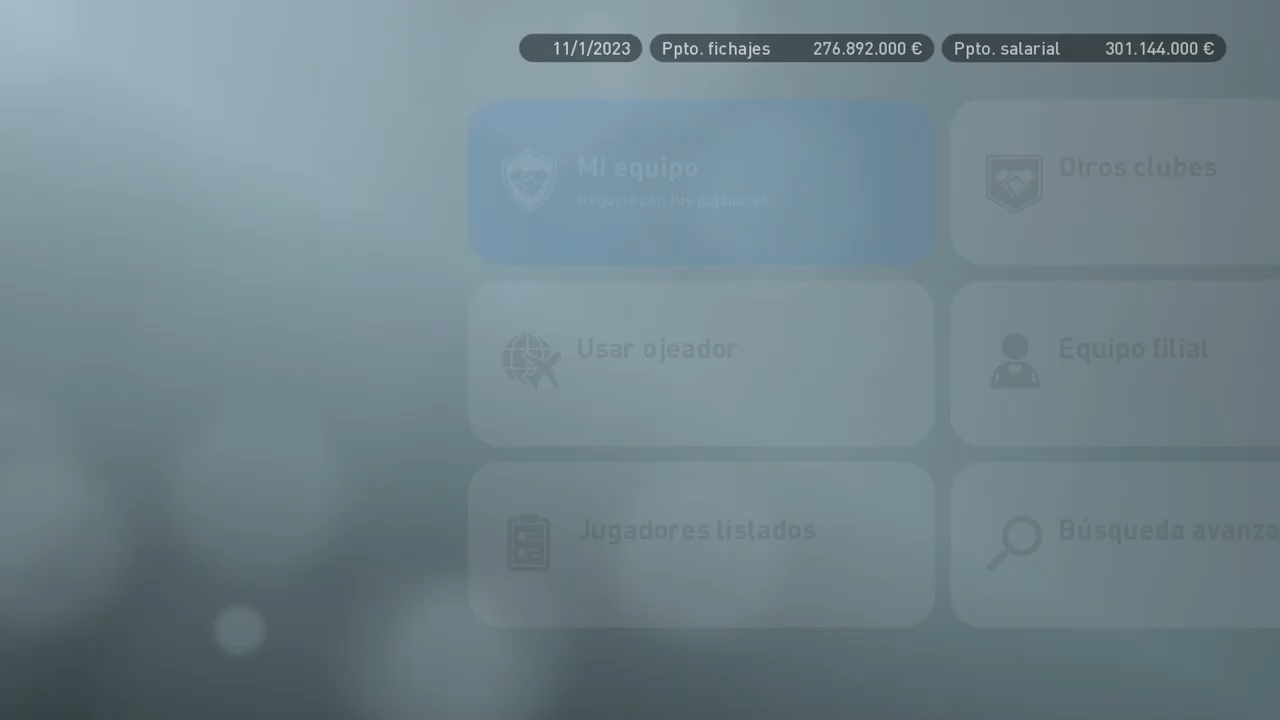 11/1/2023 Ppto. fichajes 276.892.000 € Ppto. salarial 301.144.000 €
Mi equipo
Negocia con tus jugadores.
Otros clubes
Usar ojeador
Equipo filial
Jugadores listados
Búsqueda avanza